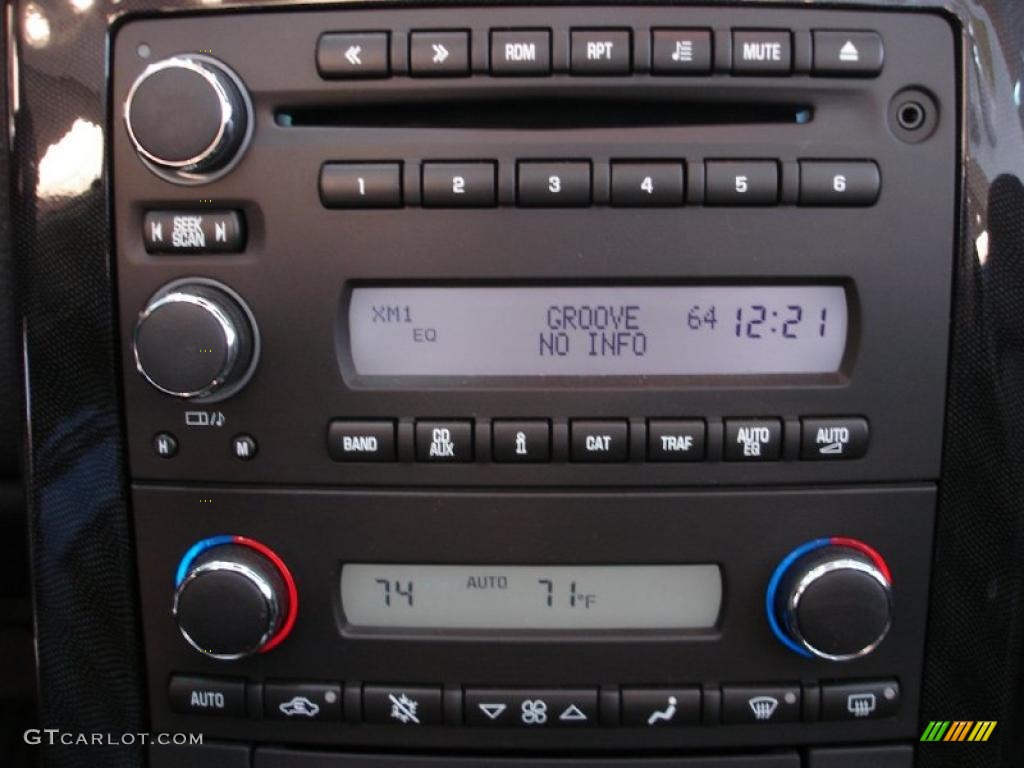 RDM RPT MUTE
1 2 3 4 5 6
SEEK
SCAN
XM1 GROOVE 64 12:21
EQ NO INFO
H M
BAND CD AUX i CAT TRAF AUTO EQ AUTO
74 AUTO 71°F
AUTO
GTCARLOT.COM